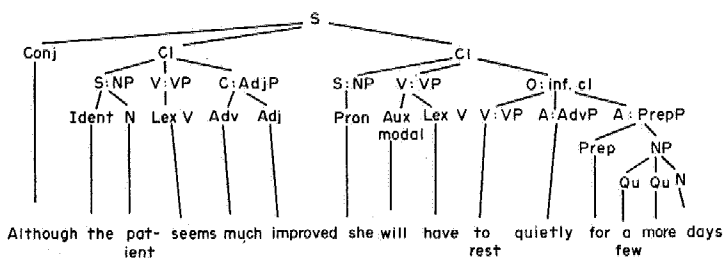 S
Conj Cl Cl
S:NP V:VP C:AdjP S:NP V:VP O:inf. cl
Ident N Lex V Adv Adj Pron Aux Lex V V:VP A:AdvP A:PrepP
modal
Prep NP
Qu Qu N
Although the pat- seems much improved she will have to quietly for a more days
ient rest few